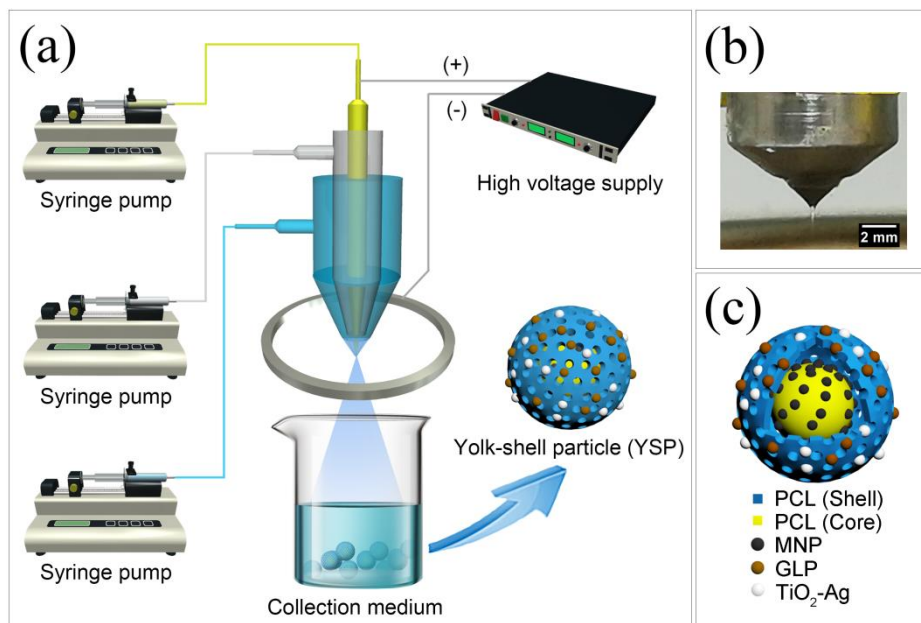 (a)
(+)
(-)
Syringe pump
High voltage supply
Syringe pump
Yolk-shell particle (YSP)
Syringe pump
Collection medium
(b)
2 mm
(c)
PCL (Shell)
PCL (Core)
MNP
GLP
TiO₂-Ag